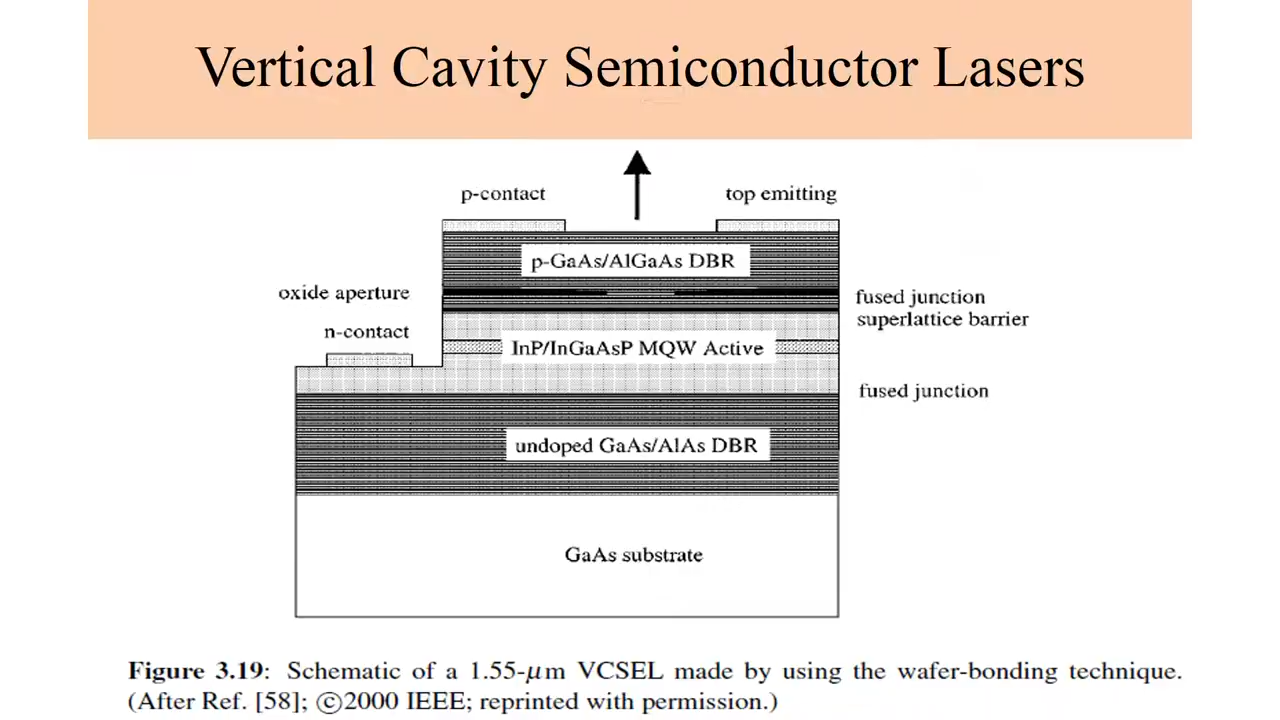 Vertical Cavity Semiconductor Lasers
p-contact
top emitting
p-GaAs/AlGaAs DBR
oxide aperture
fused junction
superlattice barrier
n-contact
InP/InGaAsP MQW Active
fused junction
undoped GaAs/AlAs DBR
GaAs substrate
Figure 3.19: Schematic of a 1.55-μm VCSEL made by using the wafer-bonding technique.
(After Ref. [58]; ©2000 IEEE; reprinted with permission.)